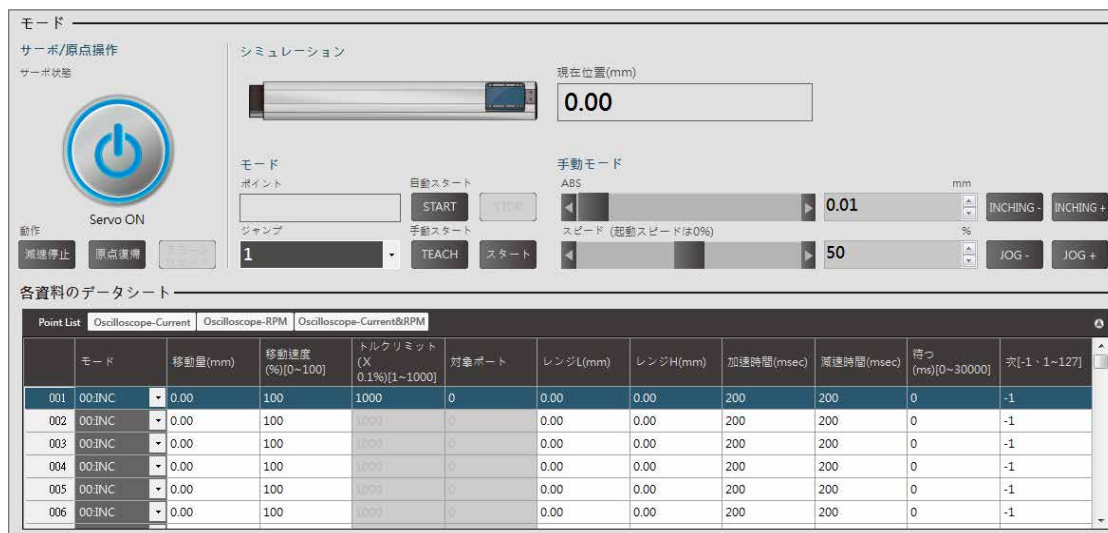 モード
サーボ/原点操作
サーボ状態
Servo ON
動作
減速停止 原点復帰
シミュレーション
現在位置(mm)
0.00
モード
ポイント
自動スタート
START STOP
ジャンプ
手動スタート
1
TEACH スタート
手動モード
ABS mm
0.01 INCHING - INCHING +
スピード (起動スピードは0%) %
50 JOG - JOG +
各資料のデータシート
Point List Oscilloscope-Current Oscilloscope-RPM Oscilloscope-Current&RPM
モード 移動量(mm) 移動速度(%)[0~100] トルクリミット(X 0.1%)[1~1000] 対象ポート レンジL(mm) レンジH(mm) 加速時間(msec) 減速時間(msec) 待つ(ms)[0~30000] 次[-1、1~127]
001 00:INC 0.00 100 1000 0 0.00 0.00 200 200 0 -1
002 00:INC 0.00 100 1000 0 0.00 0.00 200 200 0 -1
003 00:INC 0.00 100 1000 0 0.00 0.00 200 200 0 -1
004 00:INC 0.00 100 1000 0 0.00 0.00 200 200 0 -1
005 00:INC 0.00 100 1000 0 0.00 0.00 200 200 0 -1
006 00:INC 0.00 100 1000 0 0.00 0.00 200 200 0 -1